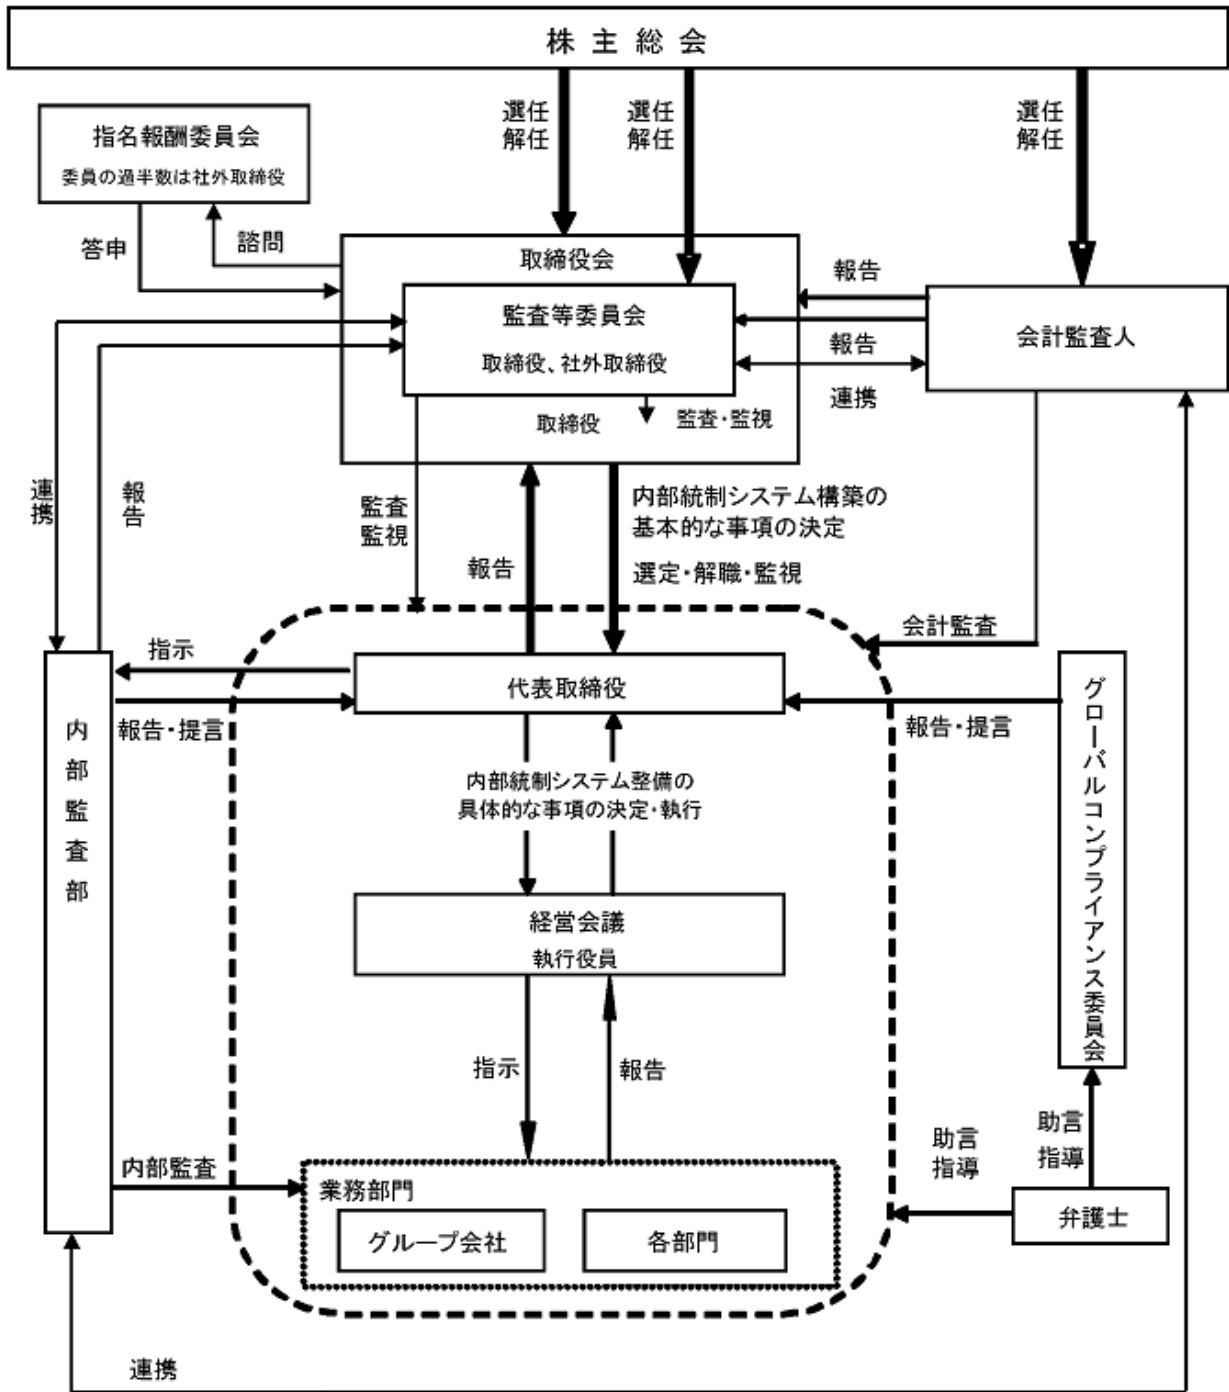 株主総会
選任
解任
選任
解任
選任
解任
指名報酬委員会
委員の過半数は社外取締役
答申
諮問
取締役会
監査等委員会
取締役、社外取締役
取締役
監査・監視
報告
報告
連携
会計監査人
連携
報告
監査
監視
報告
内部統制システム構築の
基本的な事項の決定
選定・解職・監視
会計監査
指示
報告・提言
代表取締役
報告・提言
内部監査部
グローバルコンプライアンス委員会
内部統制システム整備の
具体的な事項の決定・執行
経営会議
執行役員
指示
報告
内部監査
業務部門
グループ会社
各部門
助言
指導
助言
指導
弁護士
連携